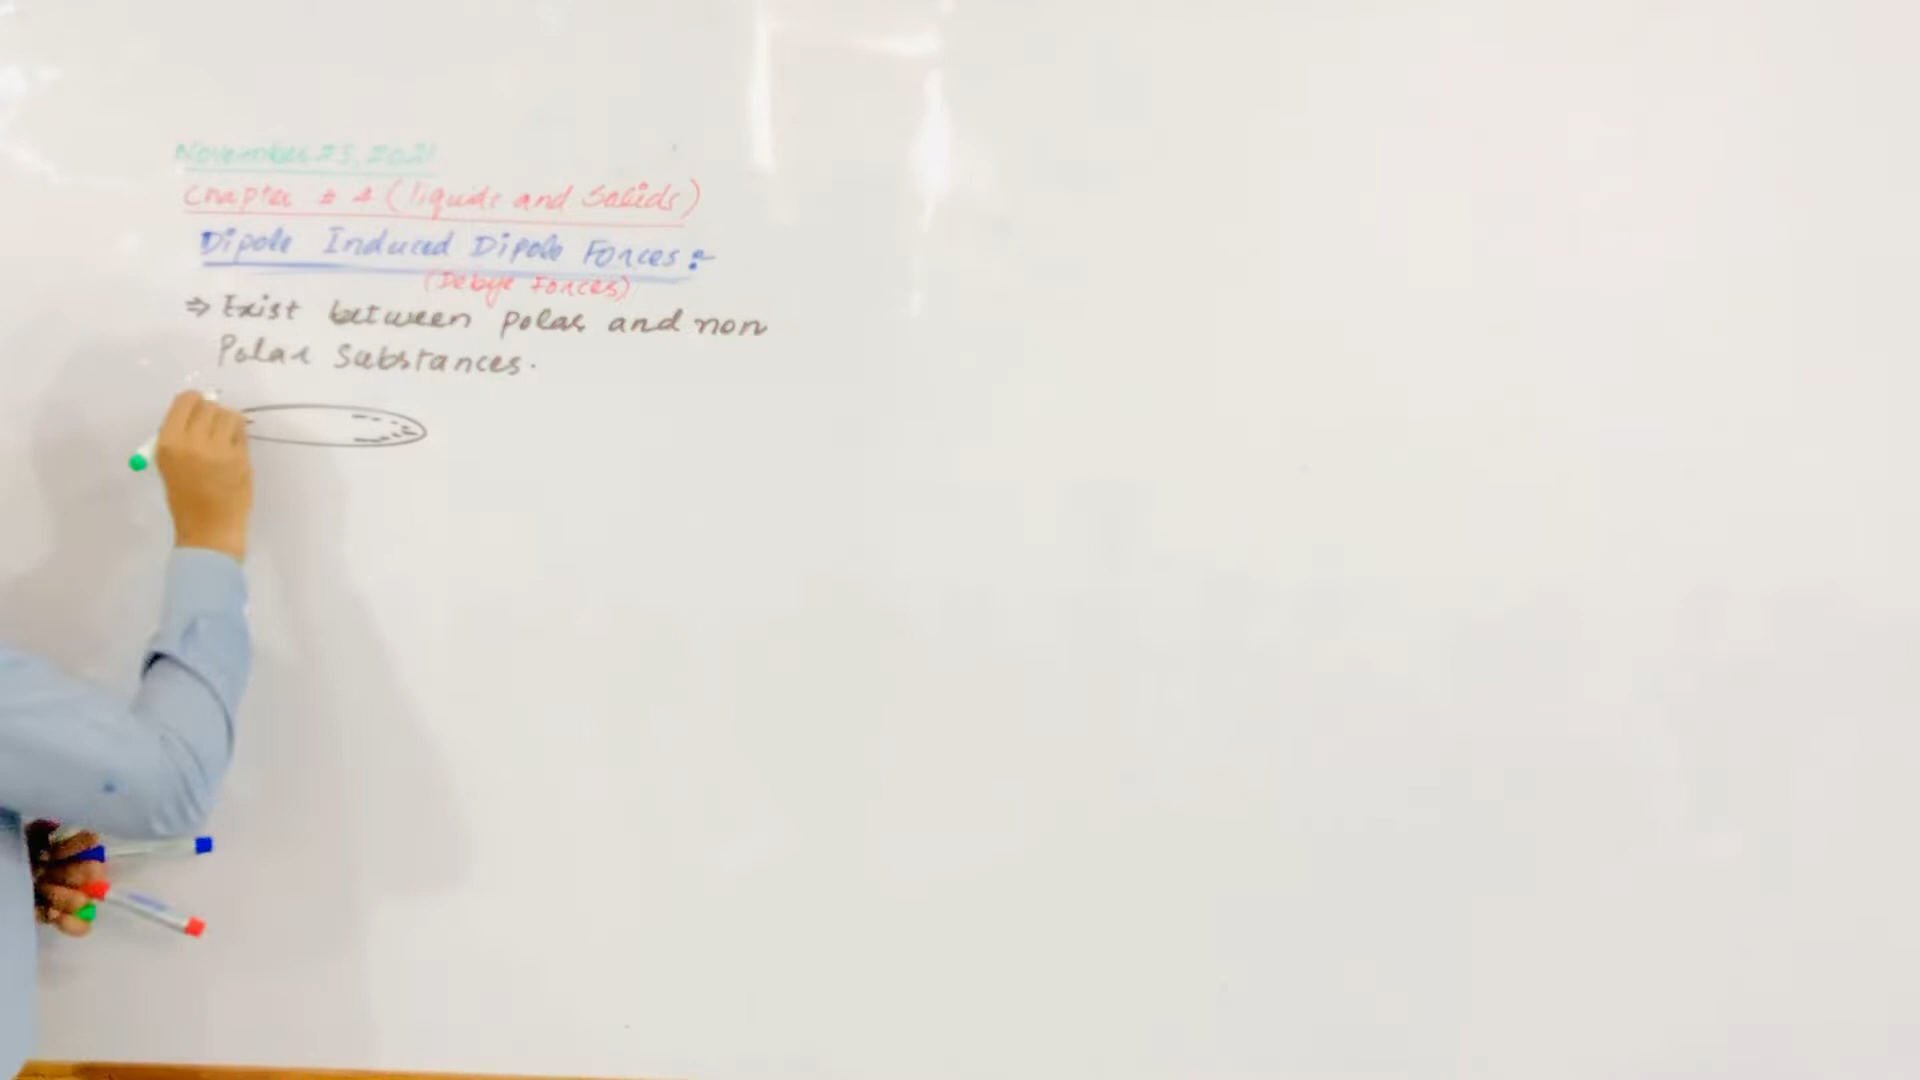 November 25, 2021
Chapter # 4 (liquids and Solids)
Dipole Induced Dipole Forces:-
(Debye Forces)
⇒ Exist between polar and non
Polar Substances.